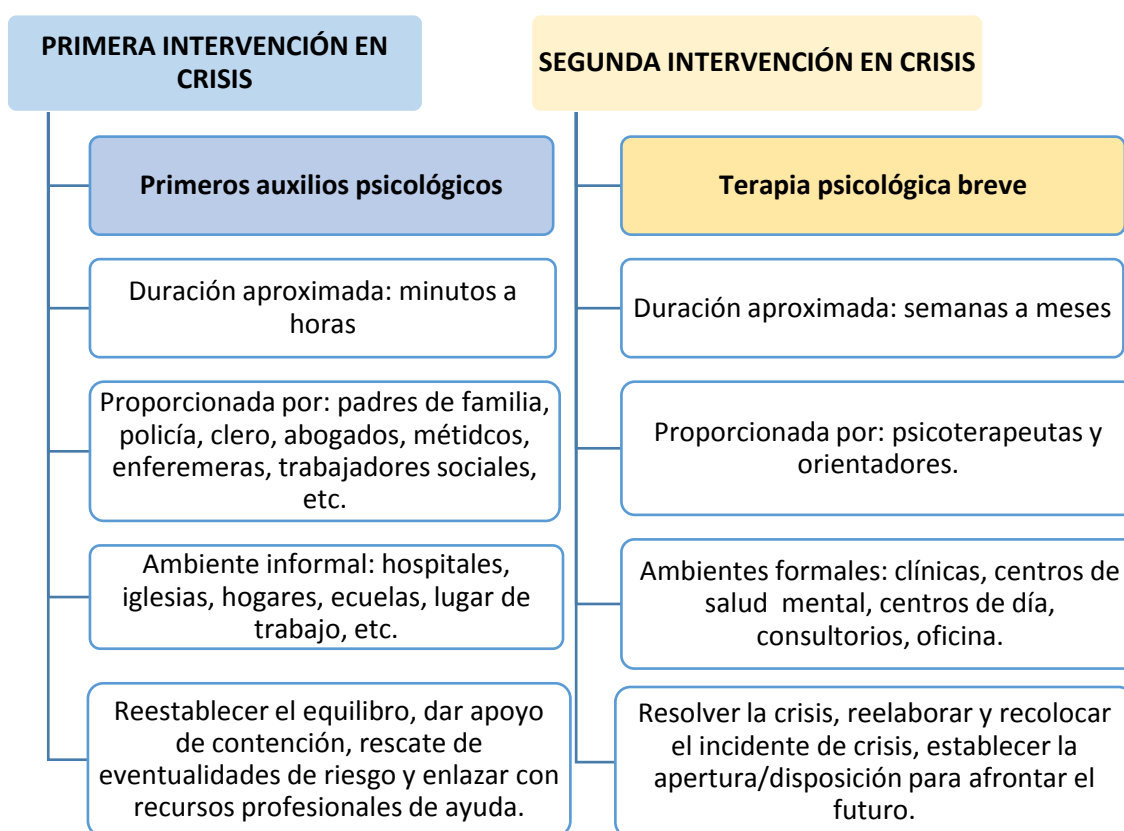 PRIMERA INTERVENCIÓN EN
CRISIS
Primeros auxilios psicológicos
Duración aproximada: minutos a
horas
Proporcionada por: padres de familia,
policía, clero, abogados, métidcos,
enferemeras, trabajadores sociales,
etc.
Ambiente informal: hospitales,
iglesias, hogares, ecuelas, lugar de
trabajo, etc.
Reestablecer el equilibro, dar apoyo
de contención, rescate de
eventualidades de riesgo y enlazar con
recursos profesionales de ayuda.
SEGUNDA INTERVENCIÓN EN CRISIS
Terapia psicológica breve
Duración aproximada: semanas a meses
Proporcionada por: psicoterapeutas y
orientadores.
Ambientes formales: clínicas, centros de
salud mental, centros de día,
consultorios, oficina.
Resolver la crisis, reelaborar y recolocar
el incidente de crisis, establecer la
apertura/disposición para afrontar el
futuro.